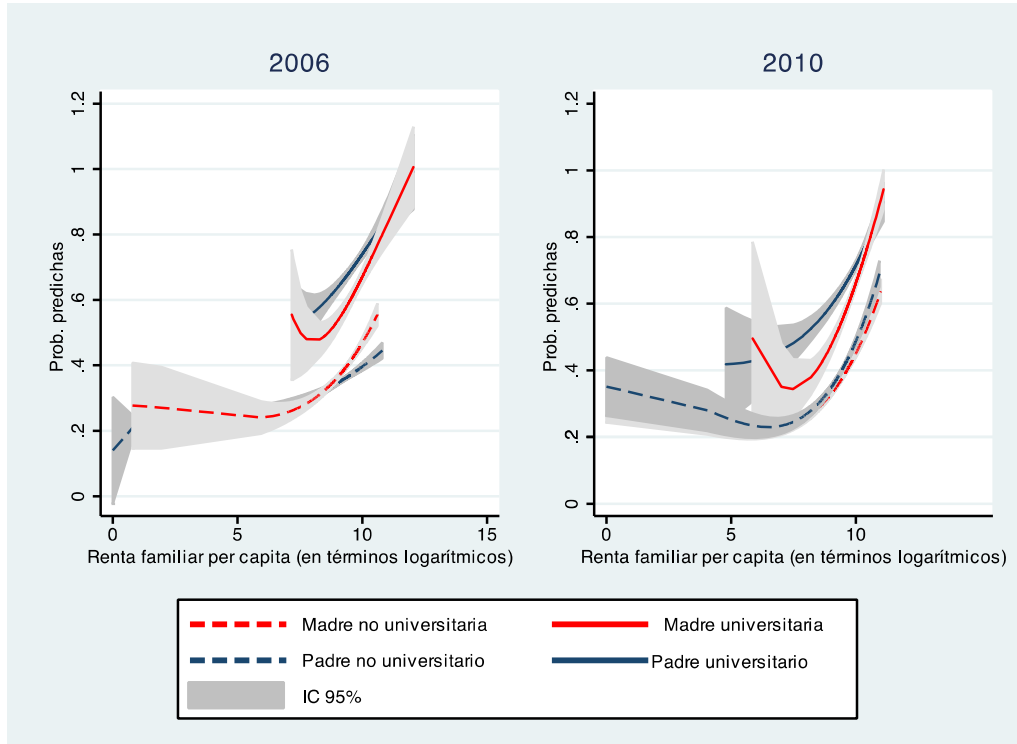 2006
2010
Prob. predichas
1.2
1
.8
.6
.4
.2
0
0
5
10
15
Renta familiar per capita (en términos logarítmicos)
Prob. predichas
1.2
1
.8
.6
.4
.2
0
0
5
10
Renta familiar per capita (en términos logarítmicos)
Madre no universitaria
Madre universitaria
Padre no universitario
Padre universitario
IC 95%